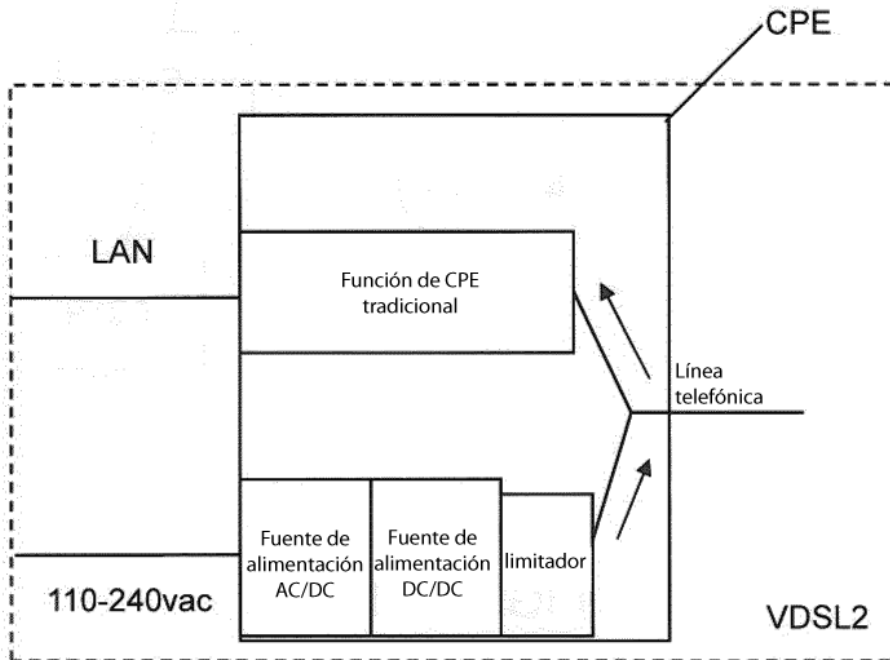 CPE
LAN
Función de CPE
tradicional
Línea
telefónica
Fuente de
alimentación
AC/DC
Fuente de
alimentación
DC/DC
limitador
110-240vac
VDSL2